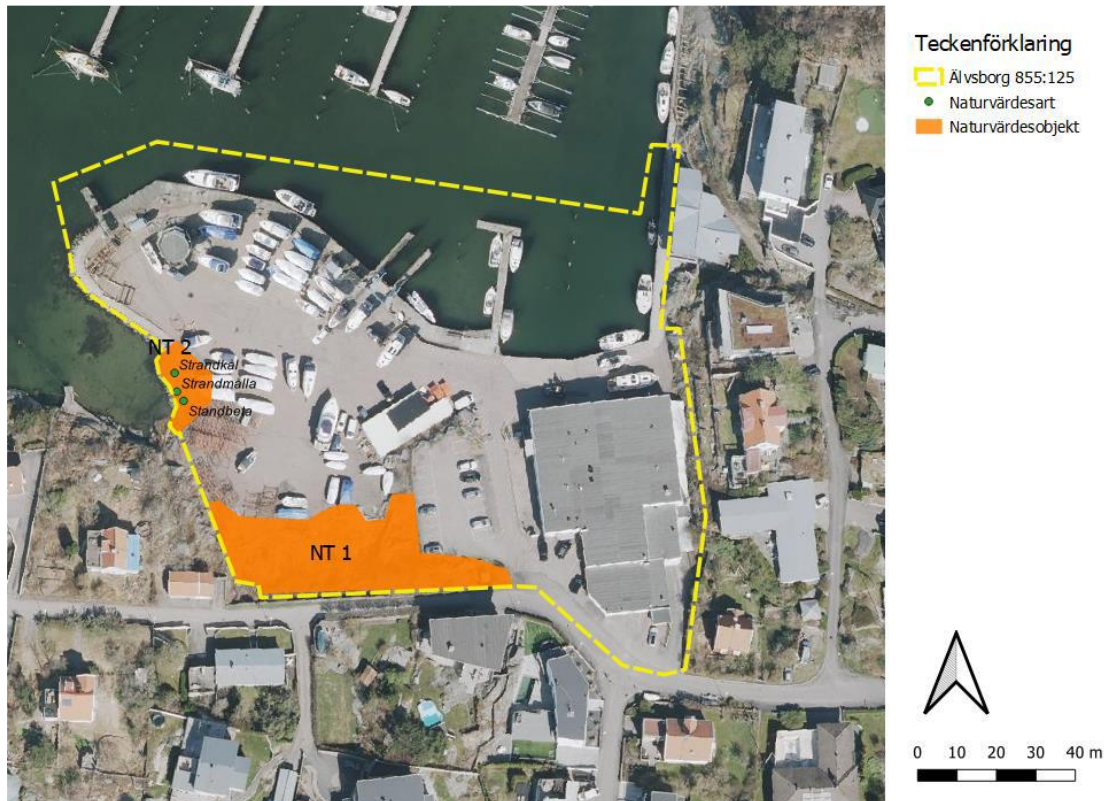 Teckenförklaring
Älvsborg 855:125
Naturvärdesart
Naturvärdesobjekt
NT 2
Strandkål
Strandmålla
Standbeta
NT 1
0 10 20 30 40 m